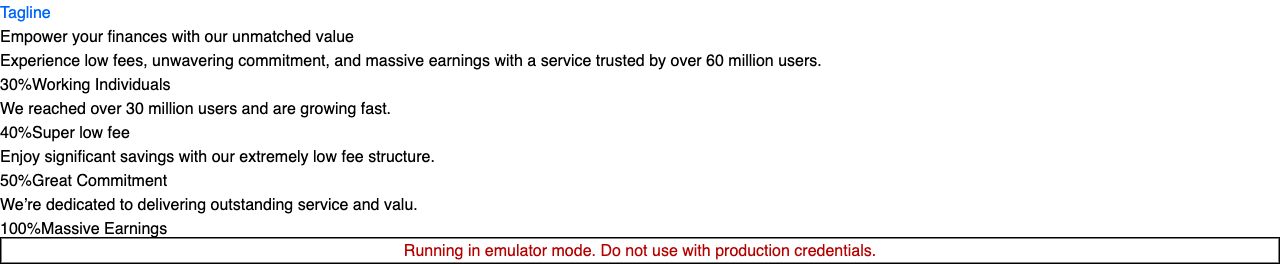 Tagline
Empower your finances with our unmatched value
Experience low fees, unwavering commitment, and massive earnings with a service trusted by over 60 million users.
30%Working Individuals
We reached over 30 million users and are growing fast.
40%Super low fee
Enjoy significant savings with our extremely low fee structure.
50%Great Commitment
We’re dedicated to delivering outstanding service and valu.
100%Massive Earnings
Running in emulator mode. Do not use with production credentials.